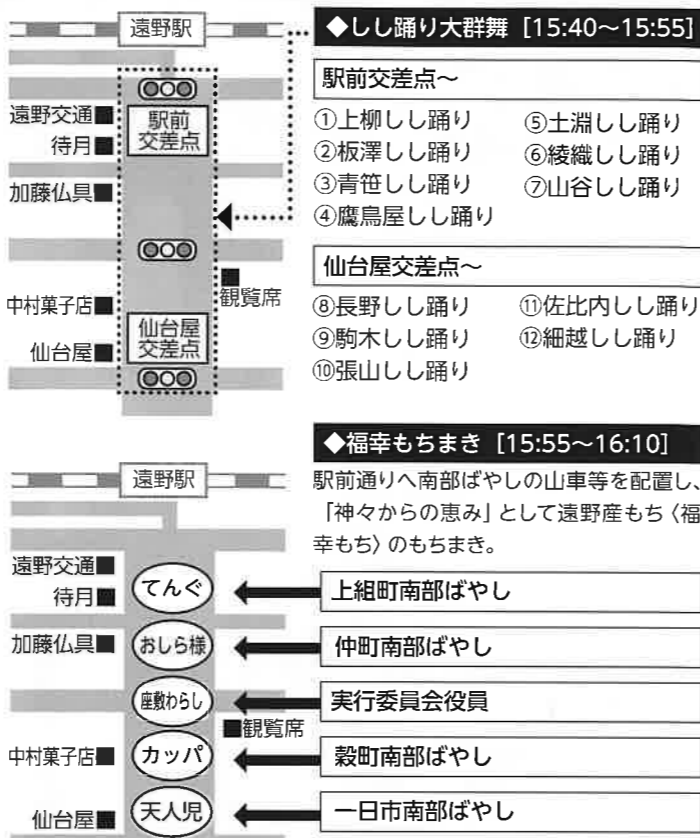 遠野駅
駅前
交差点
遠野交通■
待月■
加藤仏具■
■
観覧席
中村菓子店■
仙台屋■
仙台屋
交差点
◆しし踊り大群舞［15:40～15:55］
駅前交差点～
①上柳しし踊り
②板澤しし踊り
③青笹しし踊り
④鷹鳥屋しし踊り
⑤土淵しし踊り
⑥綾織しし踊り
⑦山谷しし踊り
仙台屋交差点～
⑧長野しし踊り
⑨駒木しし踊り
⑩張山しし踊り
⑪佐比内しし踊り
⑫細越しし踊り
◆福幸もちまき［15:55～16:10］
駅前通りへ南部ばやしの山車等を配置し、
「神々からの恵み」として遠野産もち〈福
幸もち〉のもちまき。
遠野駅
遠野交通■
待月■
加藤仏具■
■観覧席
中村菓子店■
仙台屋■
てんぐ
上組町南部ばやし
おしら様
仲町南部ばやし
座敷わらし
実行委員会役員
カッパ
穀町南部ばやし
天人児
一日市南部ばやし